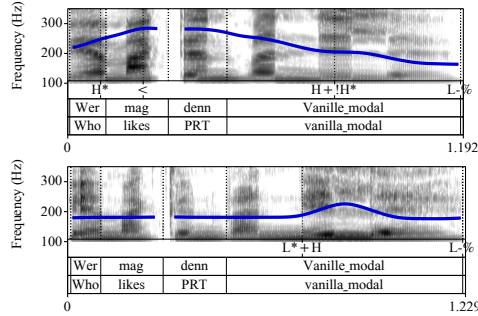 Frequency (Hz)
300
200
100
H* < H+!H* L-%
Wer mag denn Vanille_modal
Who likes PRT vanilla_modal
0 1.192
Frequency (Hz)
300
200
100
L*+H L-%
Wer mag denn Vanille_modal
Who likes PRT vanilla_modal
0 1.229